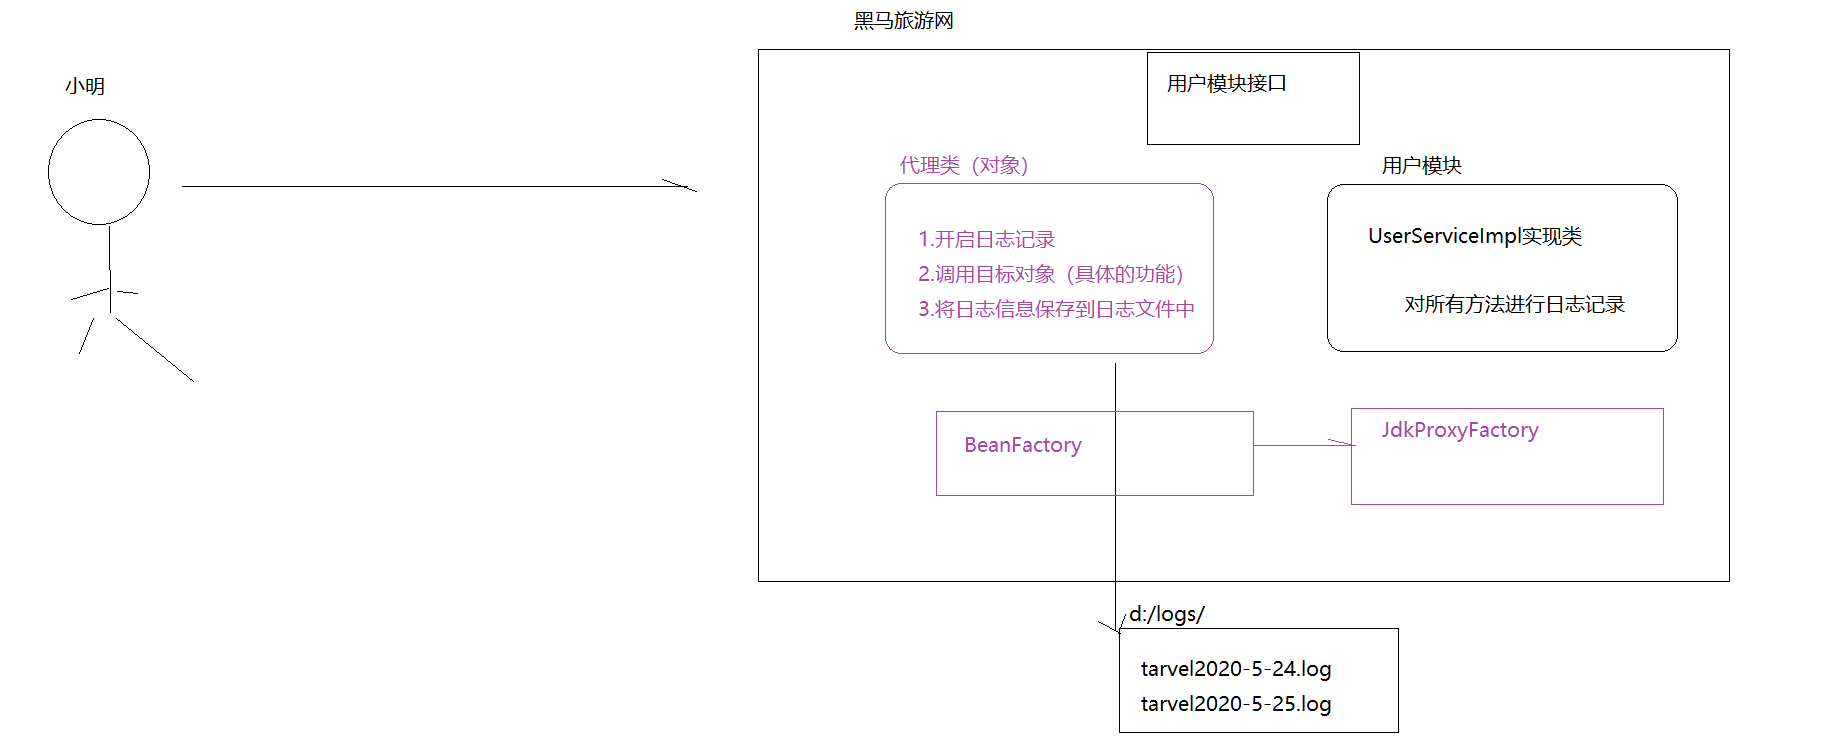 黑马旅游网
小明
用户模块接口
代理类（对象）
用户模块
1.开启日志记录
2.调用目标对象（具体的功能）
3.将日志信息保存到日志文件中
UserServiceImpl实现类
对所有方法进行日志记录
BeanFactory
JdkProxyFactory
d:/logs/
tarvel2020-5-24.log
tarvel2020-5-25.log